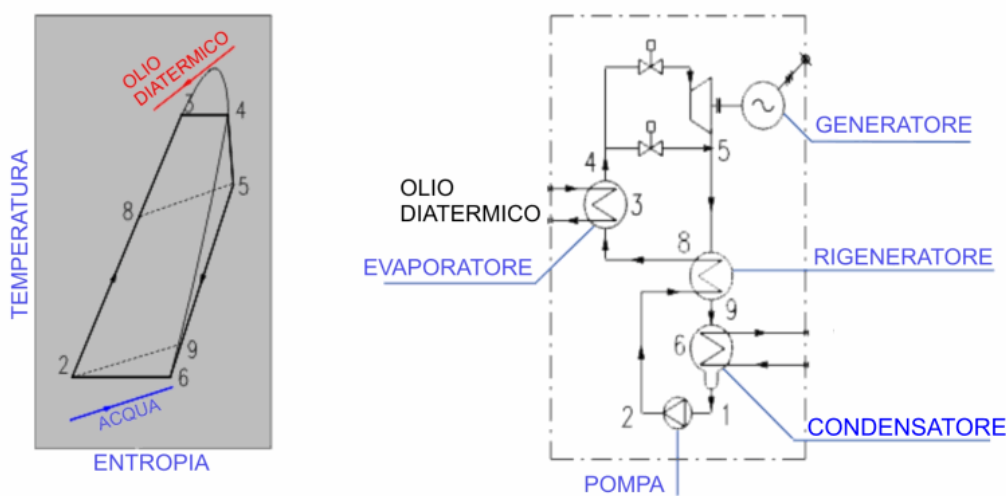 OLIO
DIATERMICO
3
4
TEMPERATURA
8
5
2
9
6
ACQUA
ENTROPIA
GENERATORE
4
5
OLIO
DIATERMICO
3
EVAPORATORE
8
RIGENERATORE
9
6
2
1
CONDENSATORE
POMPA